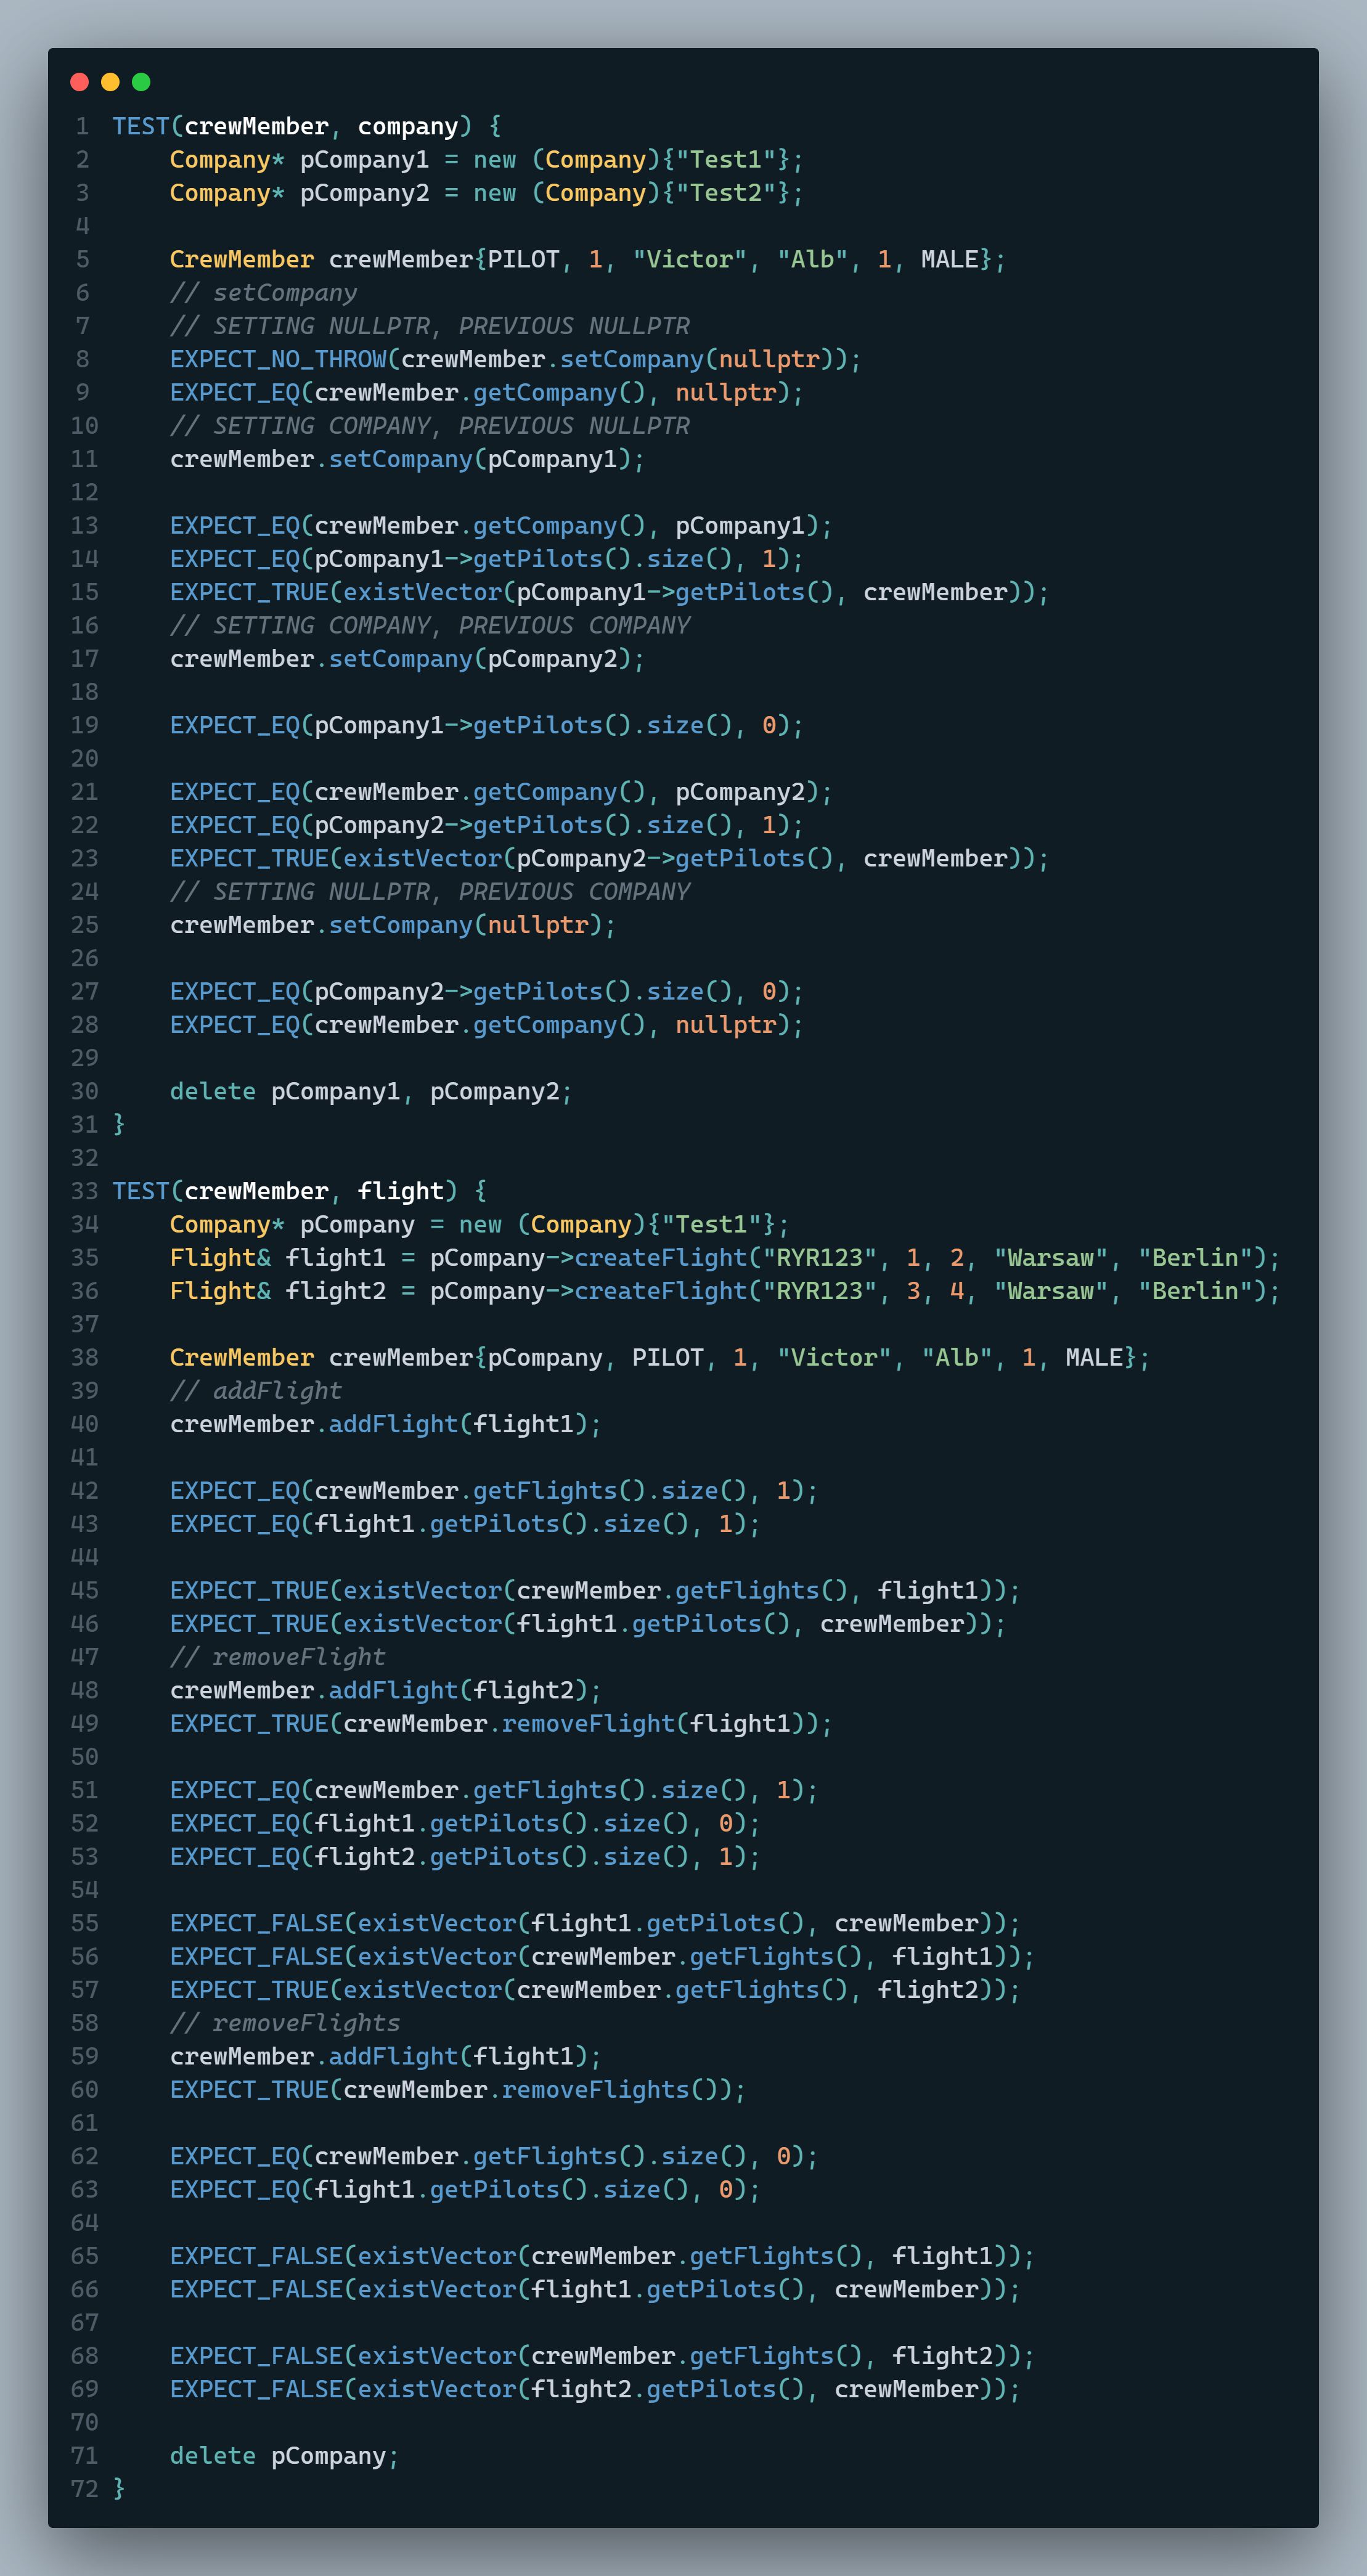 1 TEST(crewMember, company) {
2     Company* pCompany1 = new (Company){"Test1"};
3     Company* pCompany2 = new (Company){"Test2"};
4
5     CrewMember crewMember{PILOT, 1, "Victor", "Alb", 1, MALE};
6     // setCompany
7     // SETTING NULLPTR, PREVIOUS NULLPTR
8     EXPECT_NO_THROW(crewMember.setCompany(nullptr));
9     EXPECT_EQ(crewMember.getCompany(), nullptr);
10     // SETTING COMPANY, PREVIOUS NULLPTR
11     crewMember.setCompany(pCompany1);
12
13     EXPECT_EQ(crewMember.getCompany(), pCompany1);
14     EXPECT_EQ(pCompany1->getPilots().size(), 1);
15     EXPECT_TRUE(existVector(pCompany1->getPilots(), crewMember));
16     // SETTING COMPANY, PREVIOUS COMPANY
17     crewMember.setCompany(pCompany2);
18
19     EXPECT_EQ(pCompany1->getPilots().size(), 0);
20
21     EXPECT_EQ(crewMember.getCompany(), pCompany2);
22     EXPECT_EQ(pCompany2->getPilots().size(), 1);
23     EXPECT_TRUE(existVector(pCompany2->getPilots(), crewMember));
24     // SETTING NULLPTR, PREVIOUS COMPANY
25     crewMember.setCompany(nullptr);
26
27     EXPECT_EQ(pCompany2->getPilots().size(), 0);
28     EXPECT_EQ(crewMember.getCompany(), nullptr);
29
30     delete pCompany1, pCompany2;
31 }
32
33 TEST(crewMember, flight) {
34     Company* pCompany = new (Company){"Test1"};
35     Flight& flight1 = pCompany->createFlight("RYR123", 1, 2, "Warsaw", "Berlin");
36     Flight& flight2 = pCompany->createFlight("RYR123", 3, 4, "Warsaw", "Berlin");
37
38     CrewMember crewMember{pCompany, PILOT, 1, "Victor", "Alb", 1, MALE};
39     // addFlight
40     crewMember.addFlight(flight1);
41
42     EXPECT_EQ(crewMember.getFlights().size(), 1);
43     EXPECT_EQ(flight1.getPilots().size(), 1);
44
45     EXPECT_TRUE(existVector(crewMember.getFlights(), flight1));
46     EXPECT_TRUE(existVector(flight1.getPilots(), crewMember));
47     // removeFlight
48     crewMember.addFlight(flight2);
49     EXPECT_TRUE(crewMember.removeFlight(flight1));
50
51     EXPECT_EQ(crewMember.getFlights().size(), 1);
52     EXPECT_EQ(flight1.getPilots().size(), 0);
53     EXPECT_EQ(flight2.getPilots().size(), 1);
54
55     EXPECT_FALSE(existVector(flight1.getPilots(), crewMember));
56     EXPECT_FALSE(existVector(crewMember.getFlights(), flight1));
57     EXPECT_TRUE(existVector(crewMember.getFlights(), flight2));
58     // removeFlights
59     crewMember.addFlight(flight1);
60     EXPECT_TRUE(crewMember.removeFlights());
61
62     EXPECT_EQ(crewMember.getFlights().size(), 0);
63     EXPECT_EQ(flight1.getPilots().size(), 0);
64
65     EXPECT_FALSE(existVector(crewMember.getFlights(), flight1));
66     EXPECT_FALSE(existVector(flight1.getPilots(), crewMember));
67
68     EXPECT_FALSE(existVector(crewMember.getFlights(), flight2));
69     EXPECT_FALSE(existVector(flight2.getPilots(), crewMember));
70
71     delete pCompany;
72 }